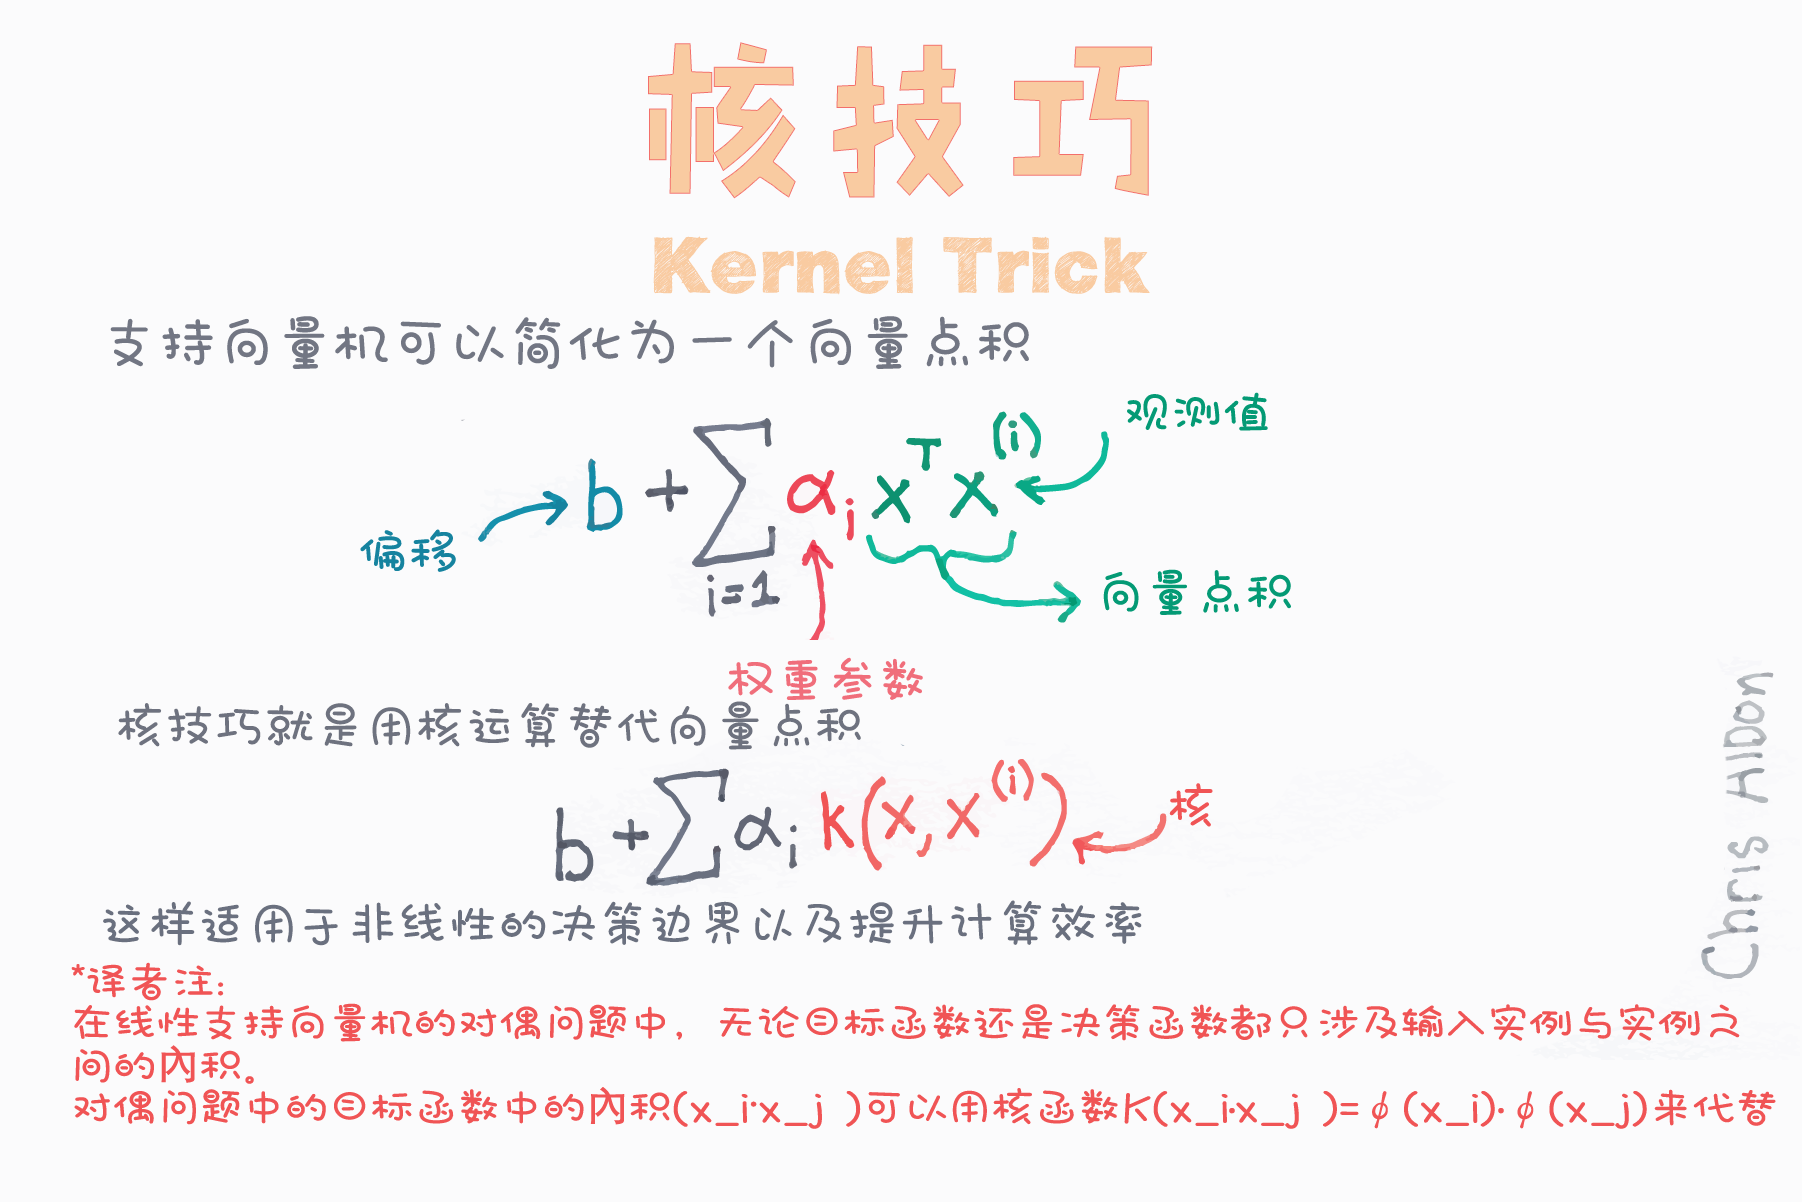 核技巧
Kernel Trick
支持向量机可以简化为一个向量点积
观测值
b + ∑ αᵢ xᵀ x⁽ⁱ⁾
偏移
i=1
向量点积
权重参数
核技巧就是用核运算替代向量点积
b + ∑ αᵢ K(x, x⁽ⁱ⁾)
核
这样适用于非线性的决策边界以及提升计算效率
*译者注:
在线性支持向量机的对偶问题中，无论目标函数还是决策函数都只涉及输入实例与实例之
间的内积。
对偶问题中的目标函数中的内积(x_i·x_j )可以用核函数K(x_i·x_j )=ϕ(x_i)·ϕ(x_j)来代替
Chris Albon